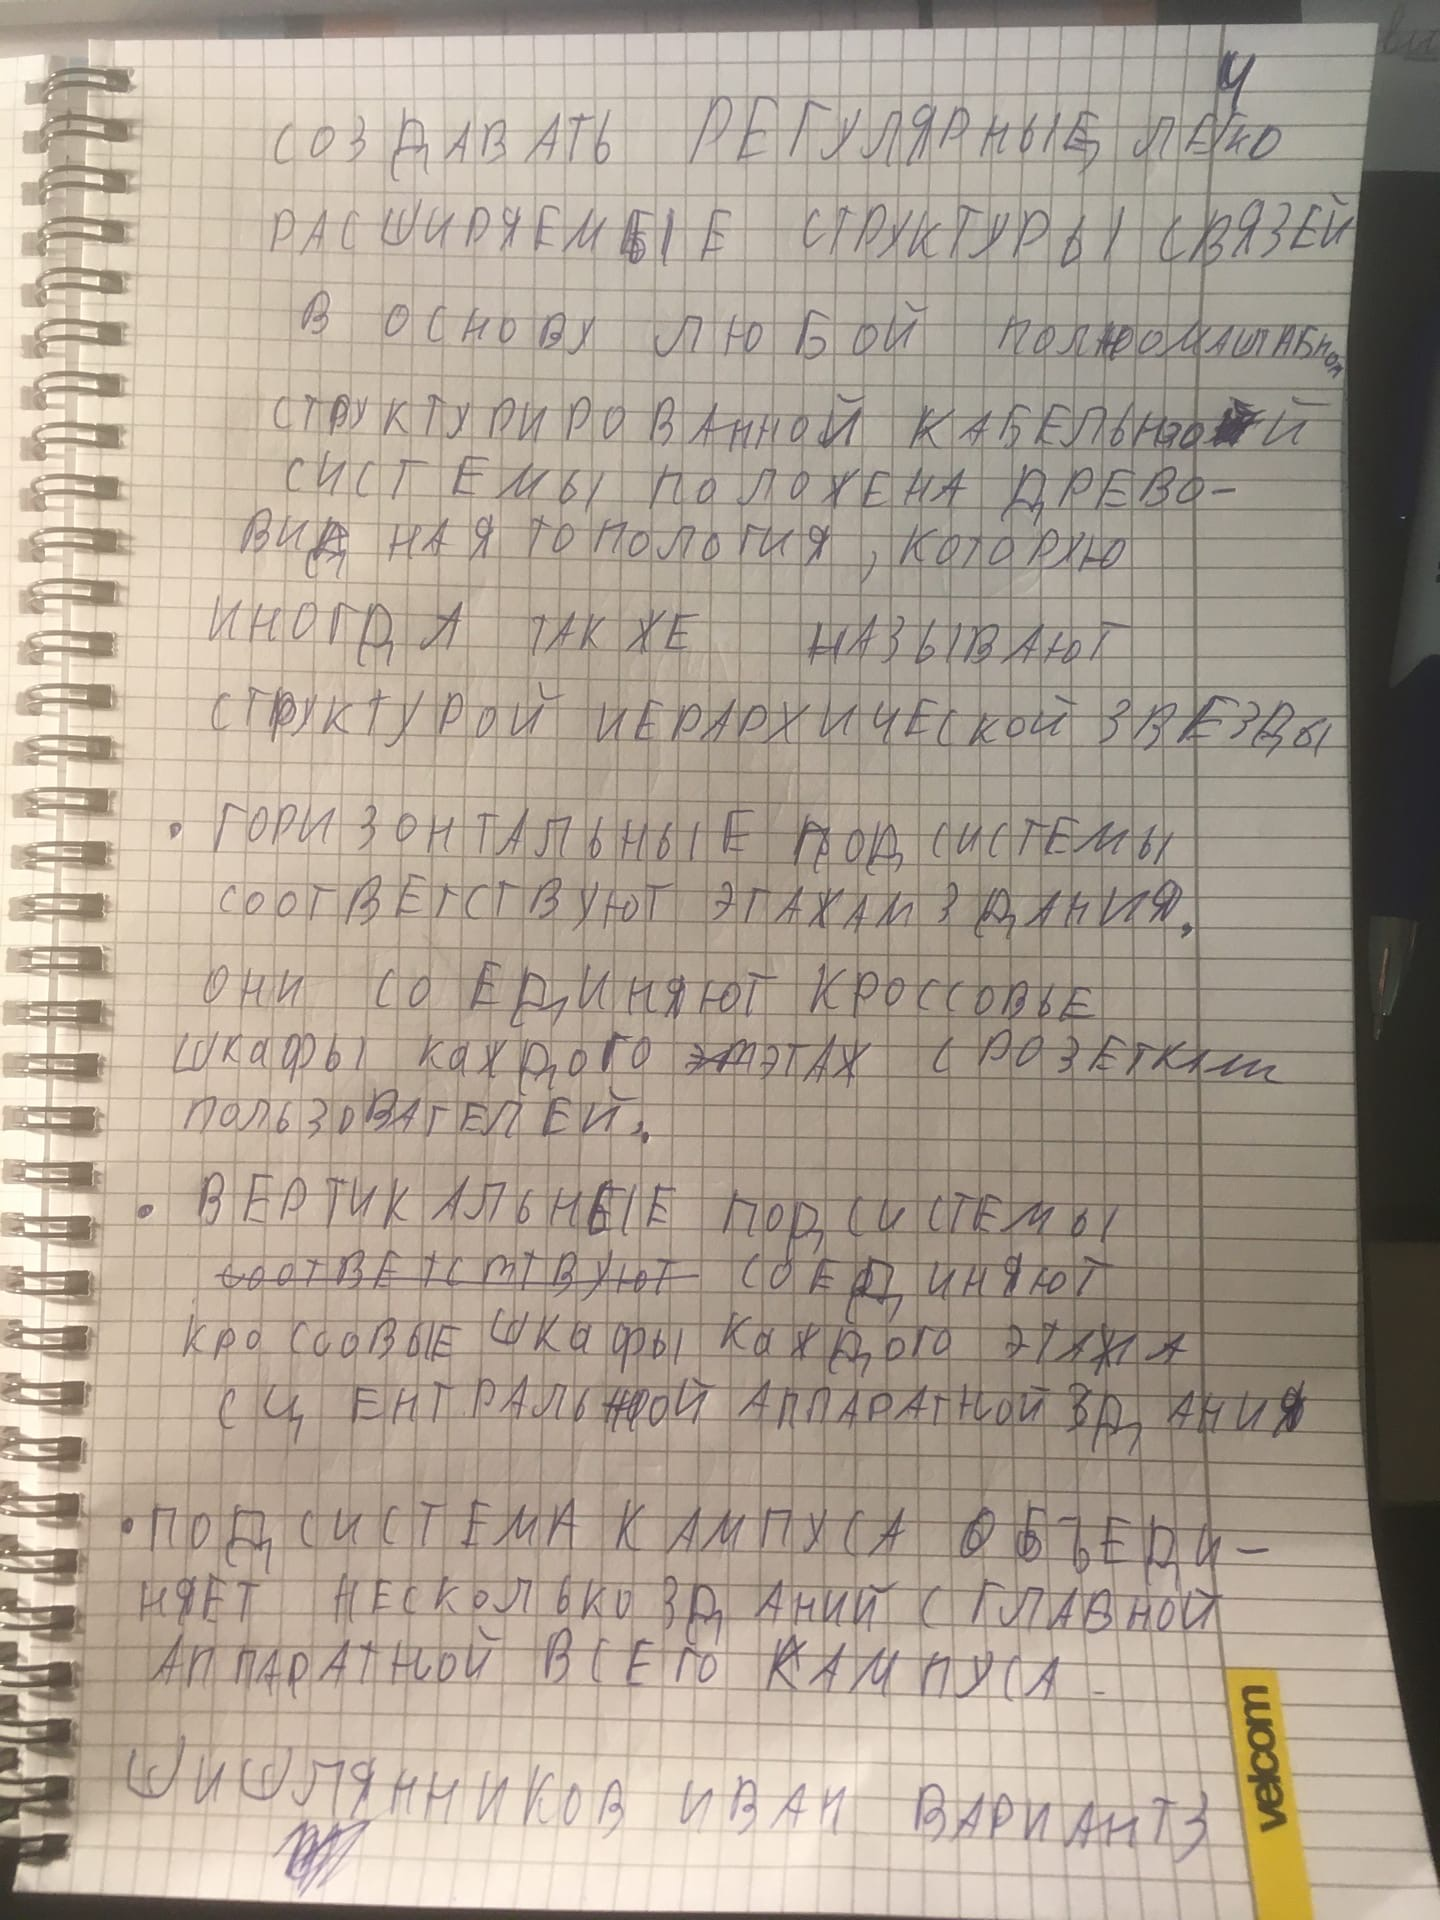 4
СОЗДАВАТЬ РЕГУЛЯРНЫЕ, ЛЕГКО
РАСШИРЯЕМЫЕ СТРУКТУРЫ СВЯЗЕЙ
В ОСНОВУ ЛЮБОЙ ПОЛНОМАШТАБНОЙ
СТРУКТУРИРОВАННОЙ КАБЕЛЬНОЙ
СИСТЕМЫ ПОЛОЖЕНА ДРЕВО-
ВИДНАЯ ТОПОЛОГИЯ, КОТОРУЮ
ИНОГДА ТАКЖЕ НАЗЫВАЮТ
СТРУКТУРОЙ ИЕРАРХИЧЕСКОЙ ЗВЕЗДЫ
• ГОРИЗОНТАЛЬНЫЕ ПОДСИСТЕМЫ
СООТВЕТСТВУЮТ ЭТАЖАМ ЗДАНИЯ.
ОНИ СОЕДИНЯЮТ КРОССОВЫЕ
ШКАФЫ КАЖДОГО ЭТАЖ С РОЗЕТКАМИ
ПОЛЬЗОВАТЕЛЕЙ.
• ВЕРТИКАЛЬНЫЕ ПОДСИСТЕМЫ
СООТВЕТСТВУЮТ СОЕДИНЯЮТ
КРОССОВЫЕ ШКАФЫ КАЖДОГО ЭТАЖА
С ЦЕНТРАЛЬНОЙ АППАРАТНОЙ ЗДАНИЯ
• ПОДСИСТЕМА КАМПУСА ОБЪЕДИ-
НЯЕТ НЕСКОЛЬКО ЗДАНИЙ С ГЛАВНОЙ
АППАРАТНОЙ ВСЕГО КАМПУСА.
ШИШЛЯННИКОВ ИВАН ВАРИАНТ 3
velcom